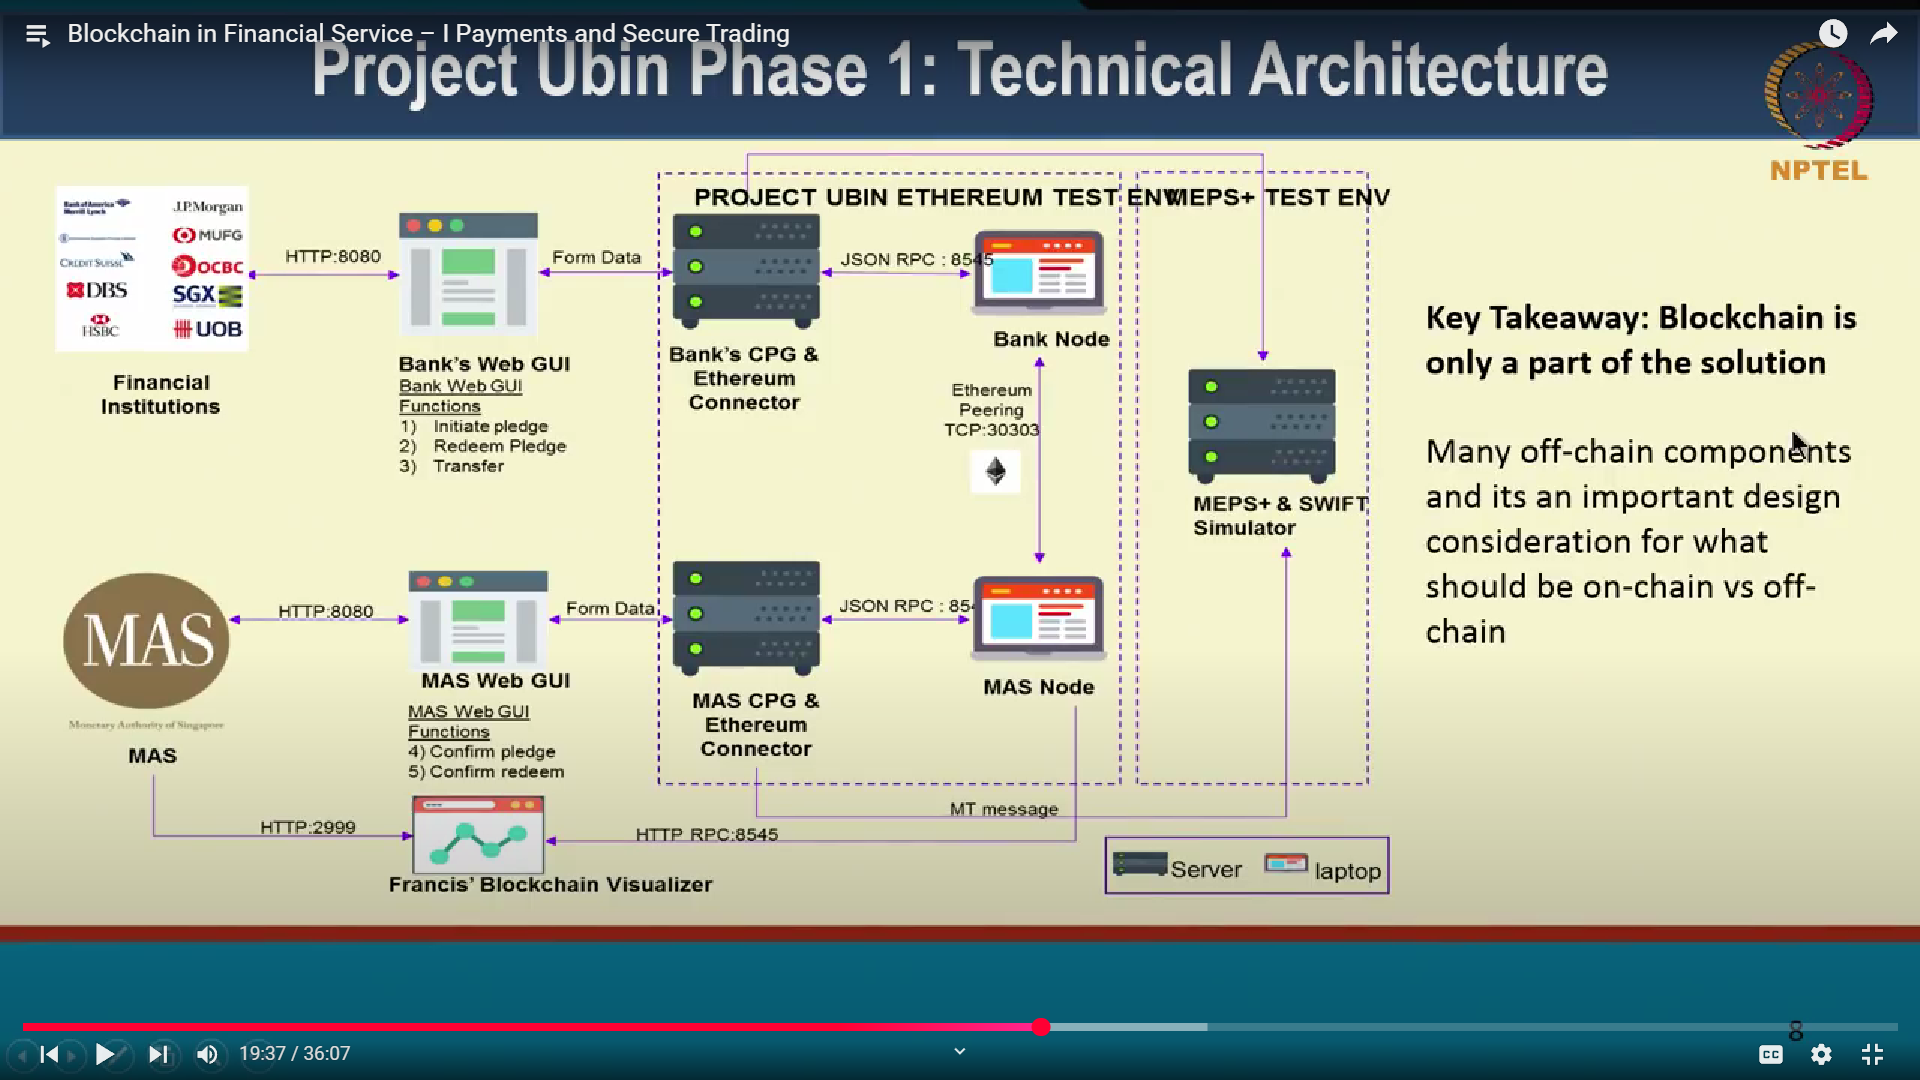 Blockchain in Financial Service – I Payments and Secure Trading
Project Ubin Phase 1: Technical Architecture
NPTEL
PROJECT UBIN ETHEREUM TEST ENV
MEPS+ TEST ENV
Bank of America
Merrill Lynch
J.P.Morgan
MUFG
CREDIT SUISSE
OCBC
DBS
SGX
HSBC
UOB
Financial
Institutions
HTTP:8080
Bank's Web GUI
Bank Web GUI
Functions
1) Initiate pledge
2) Redeem Pledge
3) Transfer
Form Data
Bank's CPG &
Ethereum
Connector
JSON RPC : 8545
Bank Node
Ethereum
Peering
TCP:30303
MEPS+ & SWIFT
Simulator
Key Takeaway: Blockchain is
only a part of the solution
Many off-chain components
and its an important design
consideration for what
should be on-chain vs off-
chain
MAS
Monetary Authority of Singapore
MAS
HTTP:8080
MAS Web GUI
MAS Web GUI
Functions
4) Confirm pledge
5) Confirm redeem
Form Data
MAS CPG &
Ethereum
Connector
JSON RPC : 854
MAS Node
MT message
HTTP:2999
HTTP RPC:8545
Francis' Blockchain Visualizer
Server
laptop
8
19:37 / 36:07
CC